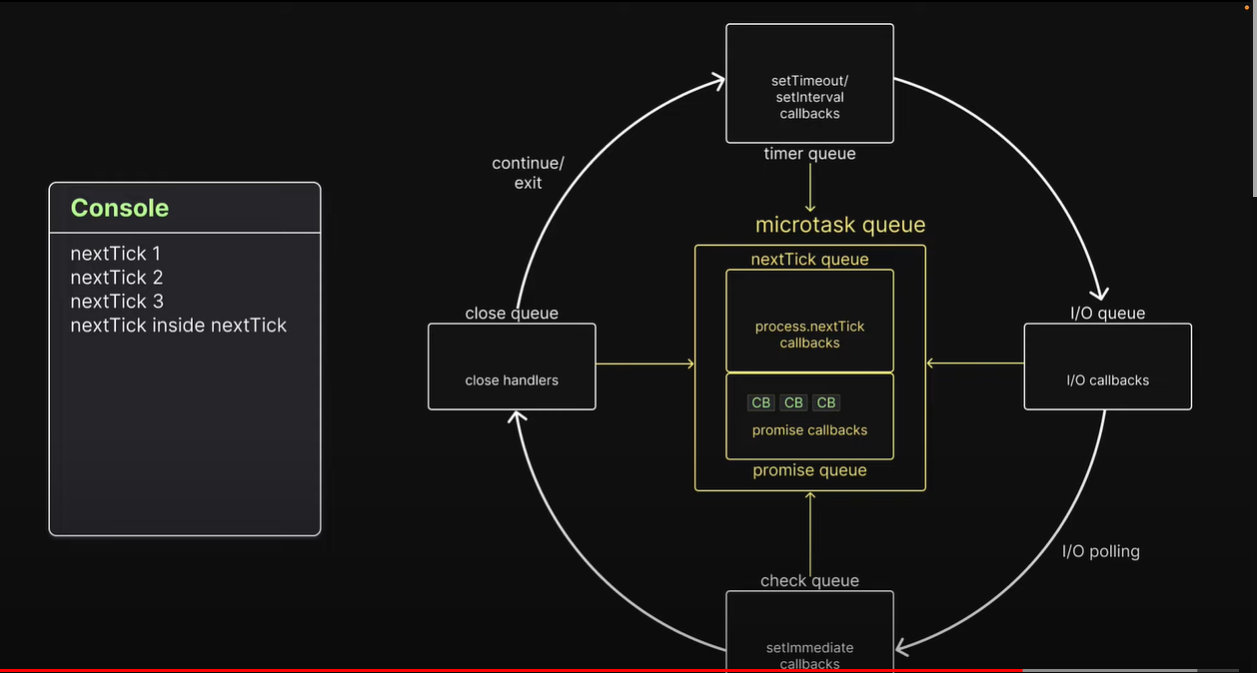 Console
nextTick 1
nextTick 2
nextTick 3
nextTick inside nextTick
setTimeout/
setInterval
callbacks
timer queue
continue/
exit
microtask queue
nextTick queue
process.nextTick
callbacks
CB CB CB
promise callbacks
promise queue
close queue
close handlers
I/O queue
I/O callbacks
I/O polling
check queue
setImmediate
callbacks